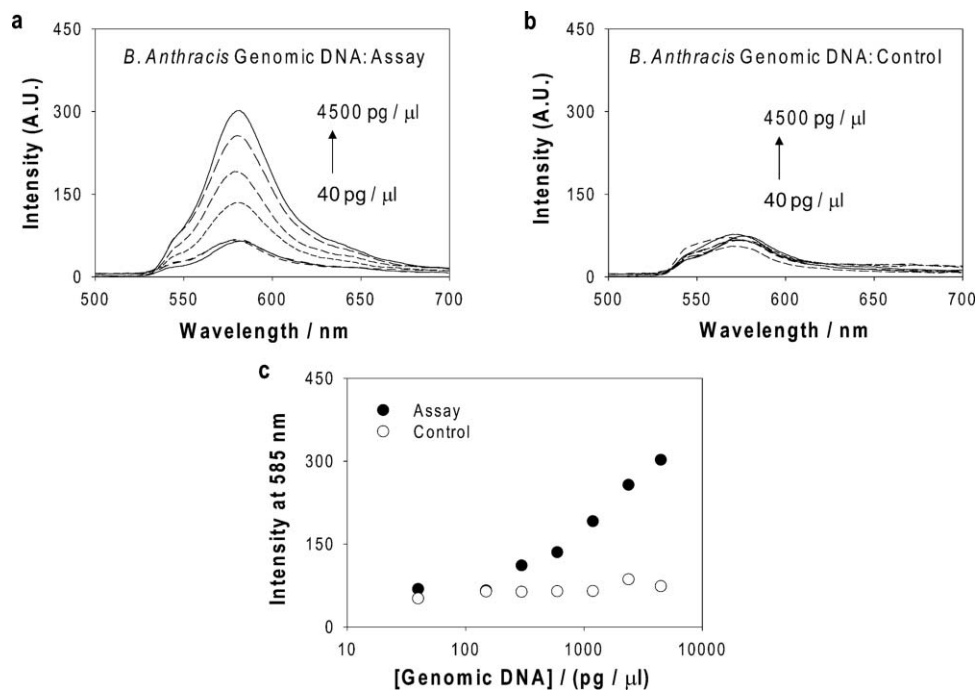 a
450
300
150
0
Intensity (A.U.)
B. Anthracis Genomic DNA: Assay
4500 pg / μl
40 pg / μl
500 550 600 650 700
Wavelength / nm
b
450
300
150
0
Intensity (A.U.)
B. Anthracis Genomic DNA: Control
4500 pg / μl
40 pg / μl
500 550 600 650 700
Wavelength / nm
c
450
300
150
0
Intensity at 585 nm
Assay
Control
10 100 1000 10000
[Genomic DNA] / (pg / μl)